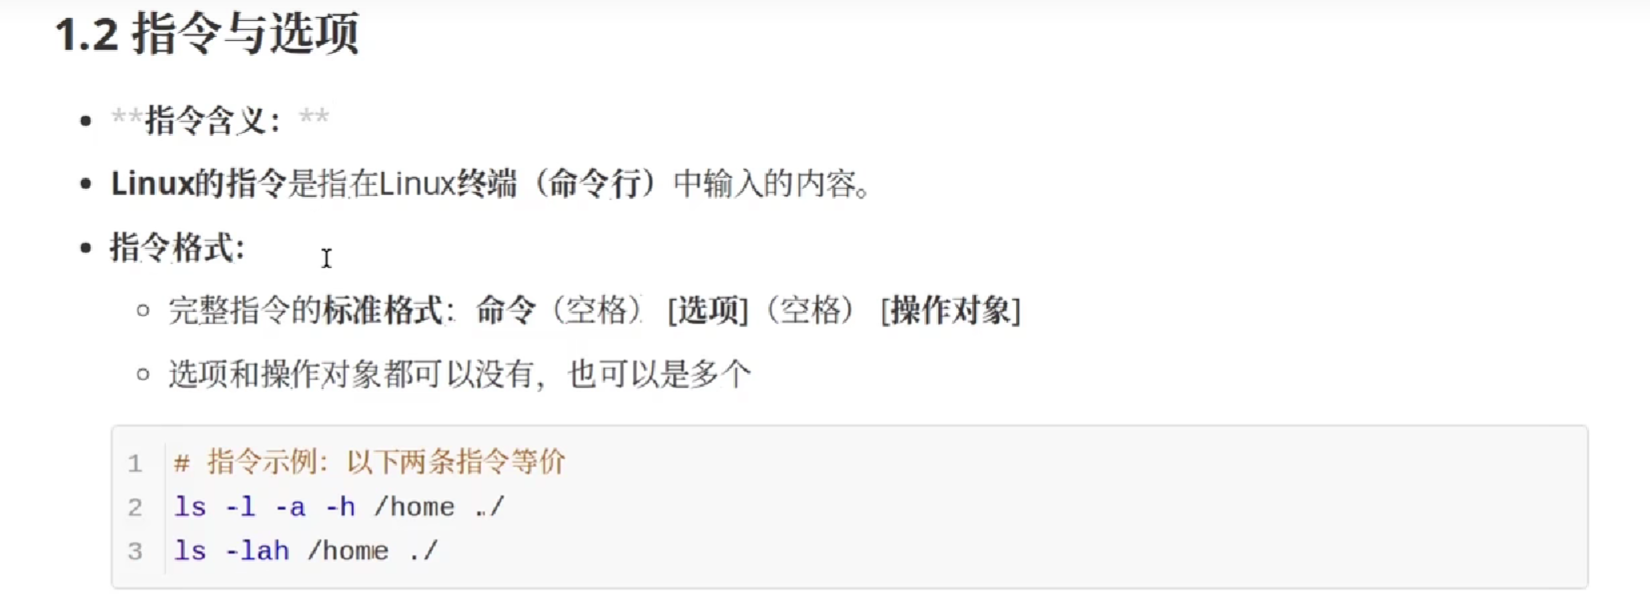 1.2 指令与选项
• **指令含义：**
• Linux的指令是指在Linux终端（命令行）中输入的内容。
• 指令格式：
◦ 完整指令的标准格式：命令（空格） [选项]（空格） [操作对象]
◦ 选项和操作对象都可以没有，也可以是多个
1 # 指令示例：以下两条指令等价
2 ls -l -a -h /home ./
3 ls -lah /home ./